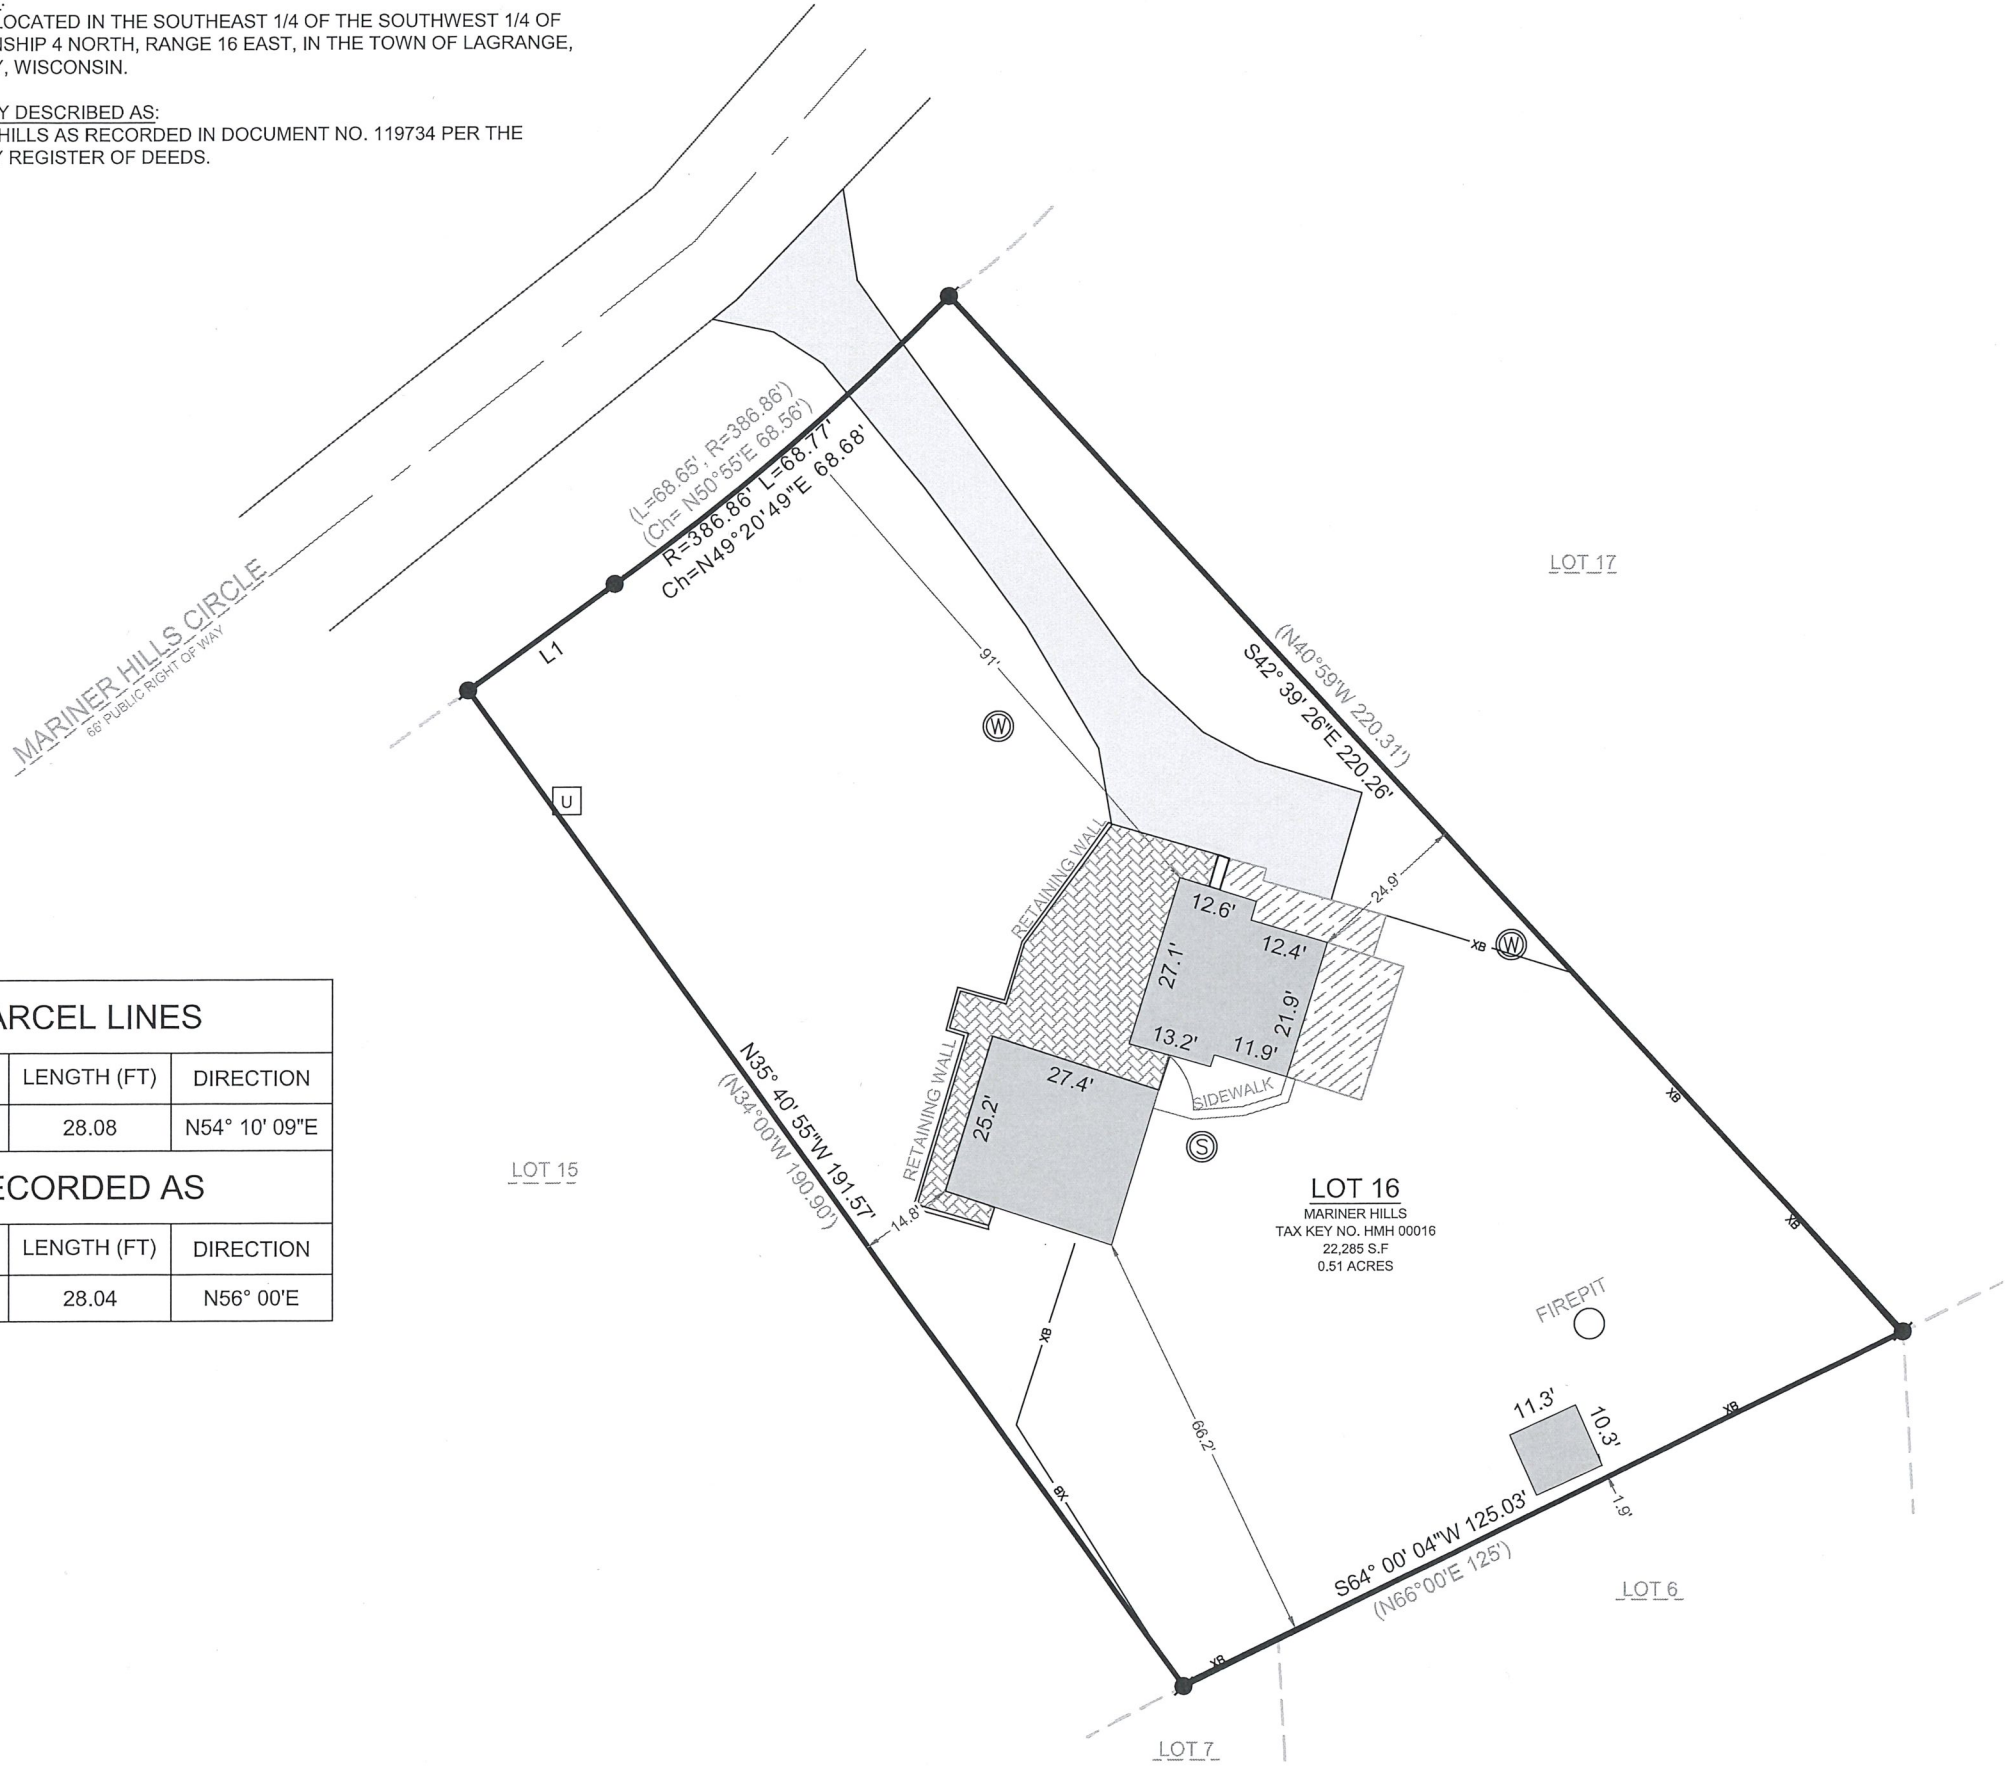 LOCATED IN THE SOUTHEAST 1/4 OF THE SOUTHWEST 1/4 OF
SHIP 4 NORTH, RANGE 16 EAST, IN THE TOWN OF LAGRANGE,
, WISCONSIN.
Y DESCRIBED AS:
HILLS AS RECORDED IN DOCUMENT NO. 119734 PER THE
REGISTER OF DEEDS.
(L=68.65', R=386.86')
(Ch= N50°55'E 68.56')
R=386.86' L=68.77'
Ch=N49°20'49"E 68.68'
MARINER HILLS CIRCLE
66' PUBLIC RIGHT OF WAY
L1
LOT 17
(N40°59'W 220.31')
S42° 39' 26"E 220.26'
91'
W
U
RETAINING WALL
24.9'
12.6'
12.4'
27.1'
21.9'
13.2'
11.9'
XB
W
RETAINING WALL
27.4'
25.2'
SIDEWALK
S
XB
N35° 40' 55"W 191.57'
(N34°00'W 190.90')
14.8'
LOT 15
ARCEL LINES
LENGTH (FT) DIRECTION
28.08 N54° 10' 09"E
ECORDED AS
LENGTH (FT) DIRECTION
28.04 N56° 00'E
LOT 16
MARINER HILLS
TAX KEY NO. HMH 00016
22,285 S.F
0.51 ACRES
XB
FIREPIT
XB
66.2'
11.3'
10.3'
XB
XB
1.9'
S64° 00' 04"W 125.03'
(N66°00'E 125')
LOT 6
XB
LOT 7